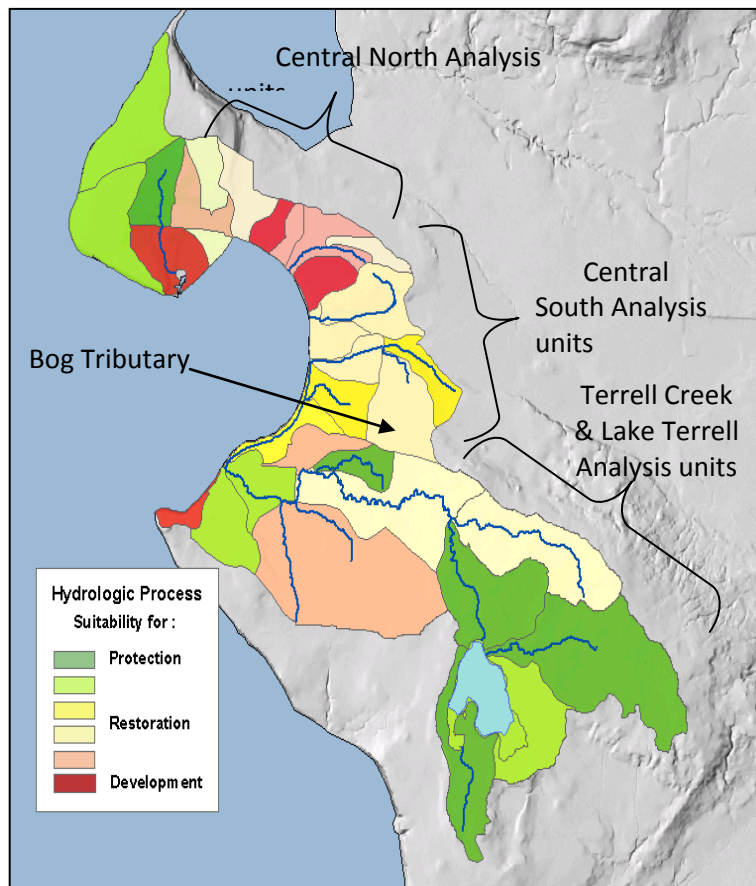 Central North Analysis
units
Central
South Analysis
units
Bog Tributary
Terrell Creek
& Lake Terrell
Analysis units
Hydrologic Process
Suitability for :
Protection
Restoration
Development